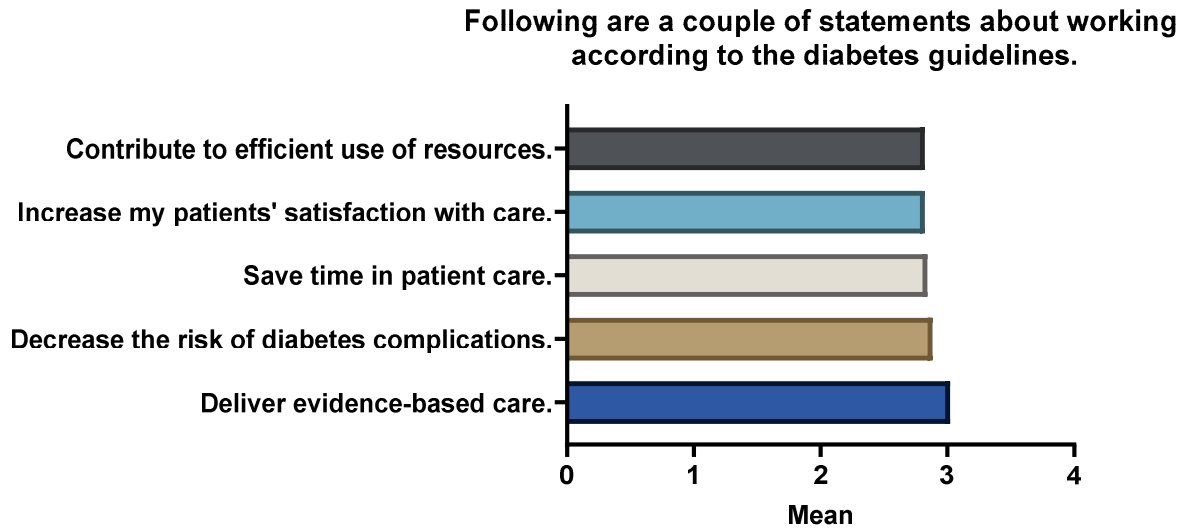 Following are a couple of statements about working
according to the diabetes guidelines.
Contribute to efficient use of resources.
Increase my patients' satisfaction with care.
Save time in patient care.
Decrease the risk of diabetes complications.
Deliver evidence-based care.
0 1 2 3 4
Mean